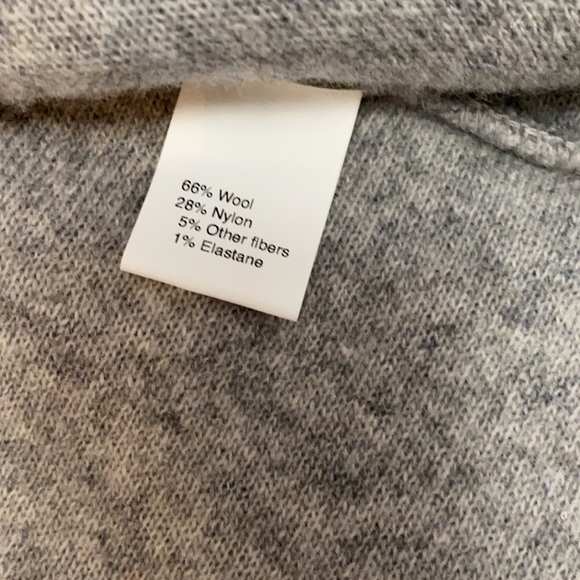 66% Wool
28% Nylon
5% Other fibers
1% Elastane